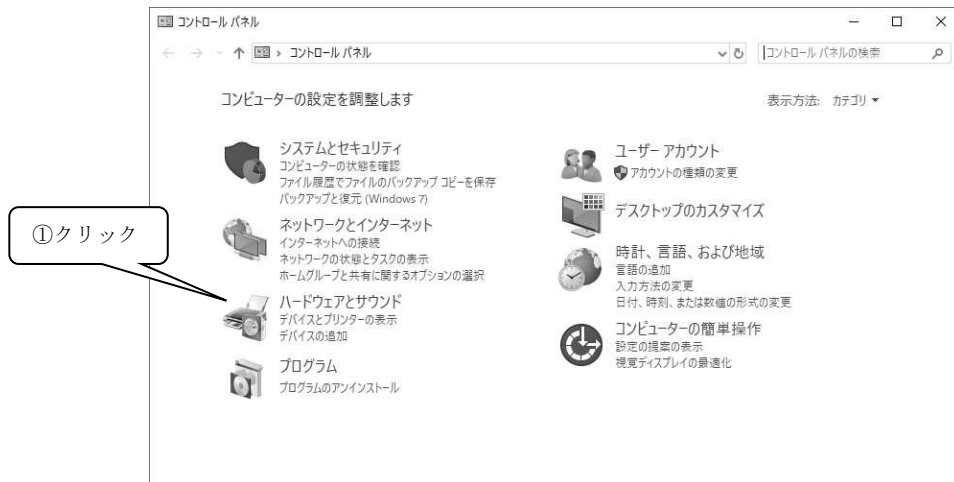 コントロール パネル
コントロール パネル
コントロール パネルの検索
コンピューターの設定を調整します
表示方法: カテゴリ
システムとセキュリティ
コンピューターの状態を確認
ファイル履歴でファイルのバックアップ コピーを保存
バックアップと復元 (Windows 7)
ネットワークとインターネット
インターネットへの接続
ネットワークの状態とタスクの表示
ホームグループと共有に関するオプションの選択
①クリック
ハードウェアとサウンド
デバイスとプリンターの表示
デバイスの追加
プログラム
プログラムのアンインストール
ユーザー アカウント
アカウントの種類の変更
デスクトップのカスタマイズ
時計、言語、および地域
言語の追加
入力方法の変更
日付、時刻、または数値の形式の変更
コンピューターの簡単操作
設定の提案の表示
視覚ディスプレイの最適化